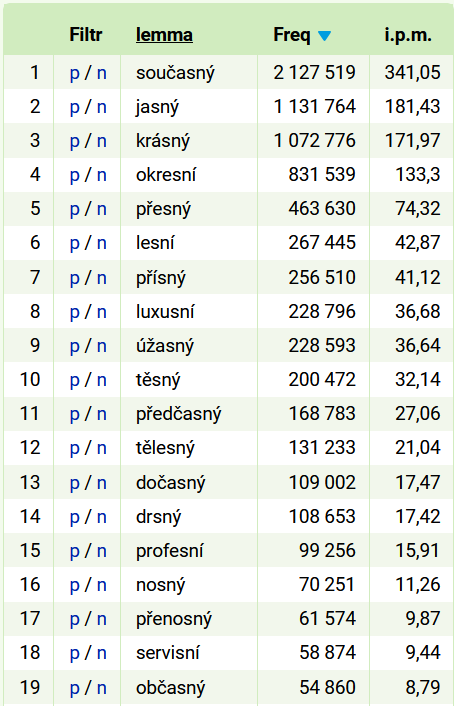 Filtr lemma Freq i.p.m.
1 p / n současný 2 127 519 341,05
2 p / n jasný 1 131 764 181,43
3 p / n krásný 1 072 776 171,97
4 p / n okresní 831 539 133,3
5 p / n přesný 463 630 74,32
6 p / n lesní 267 445 42,87
7 p / n přísný 256 510 41,12
8 p / n luxusní 228 796 36,68
9 p / n úžasný 228 593 36,64
10 p / n těsný 200 472 32,14
11 p / n předčasný 168 783 27,06
12 p / n tělesný 131 233 21,04
13 p / n dočasný 109 002 17,47
14 p / n drsný 108 653 17,42
15 p / n profesní 99 256 15,91
16 p / n nosný 70 251 11,26
17 p / n přenosný 61 574 9,87
18 p / n servisní 58 874 9,44
19 p / n občasný 54 860 8,79